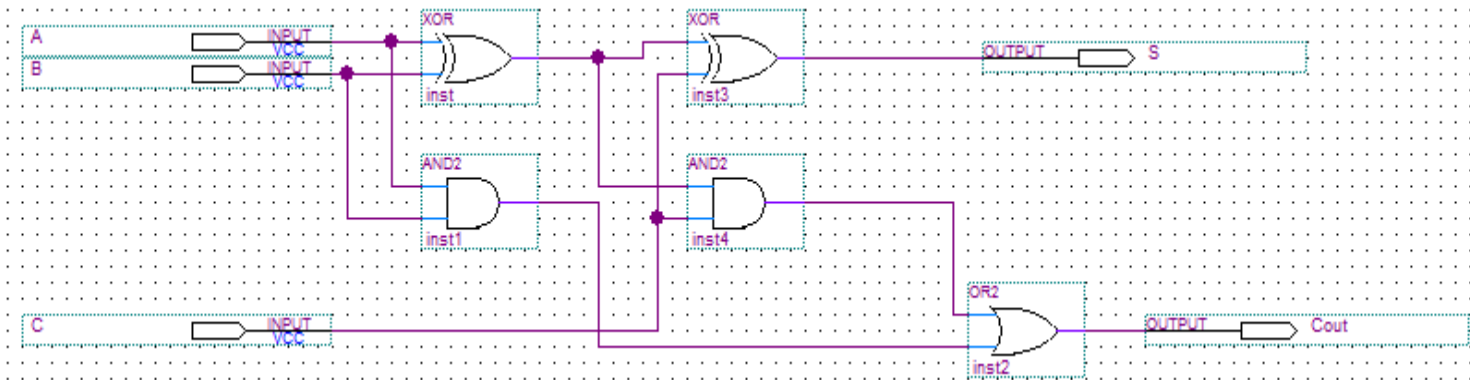 XOR
XOR
A
INPUT
VCC
OUTPUT
S
B
INPUT
VCC
inst
inst3
AND2
AND2
inst1
inst4
OR2
C
INPUT
VCC
OUTPUT
Cout
inst2